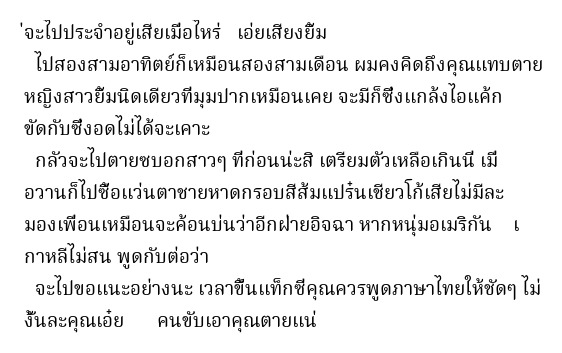 ่จะไปประจำอยู่เสียเมื่อไหร่ เอ่ยเสียงยิ้ม
ไปสองสามอาทิตย์ก็เหมือนสองสามเดือน ผมคงคิดถึงคุณแทบตาย
หญิงสาวยิ้มนิดเดียวที่มุมปากเหมือนเคย จะมีก็ซึ่งแกล้งไอแค้ก
ขัดกับซึ่งอดไม่ได้จะเคาะ
กลัวจะไปตายซบอกสาวๆ ที่ก่อนน่ะสิ เตรียมตัวเหลือเกินนี่ เมื่
อวานก็ไปซื้อแว่นตาชายหาดกรอบสีส้มแปร๋นเชียวโก้เสียไม่มีละ
มองเพื่อนเหมือนจะค้อนบ่นว่าอีกฝ่ายอิจฉา หากหนุ่มอเมริกัน เ
กาหลีไม่สน พูดกับต่อว่า
จะไปขอแนะอย่างนะ เวลาขึ้นแท็กซี่คุณควรพูดภาษาไทยให้ชัดๆ ไม่
งั้นละคุณเอ๋ย คนขับเอาคุณตายแน่